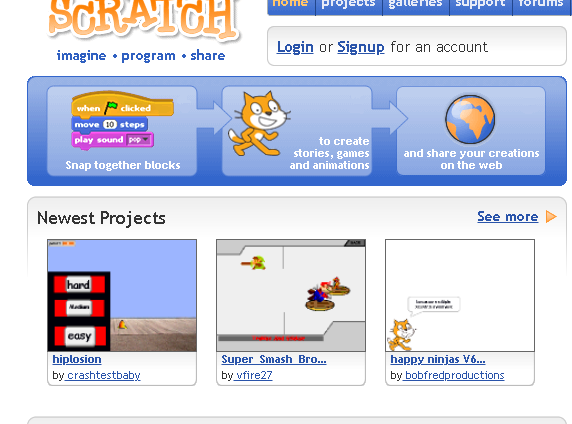 SCRATCH
home projects galleries support forums
imagine • program • share
Login or Signup for an account
when clicked
move 10 steps
play sound pop
Snap together blocks
to create
stories, games
and animations
and share your creations
on the web
Newest Projects
See more
hard
Medium
easy
hiplosion
by crashtestbaby
Super Smash Bro...
by vfire27
happy ninjas V6...
by bobfredproductions